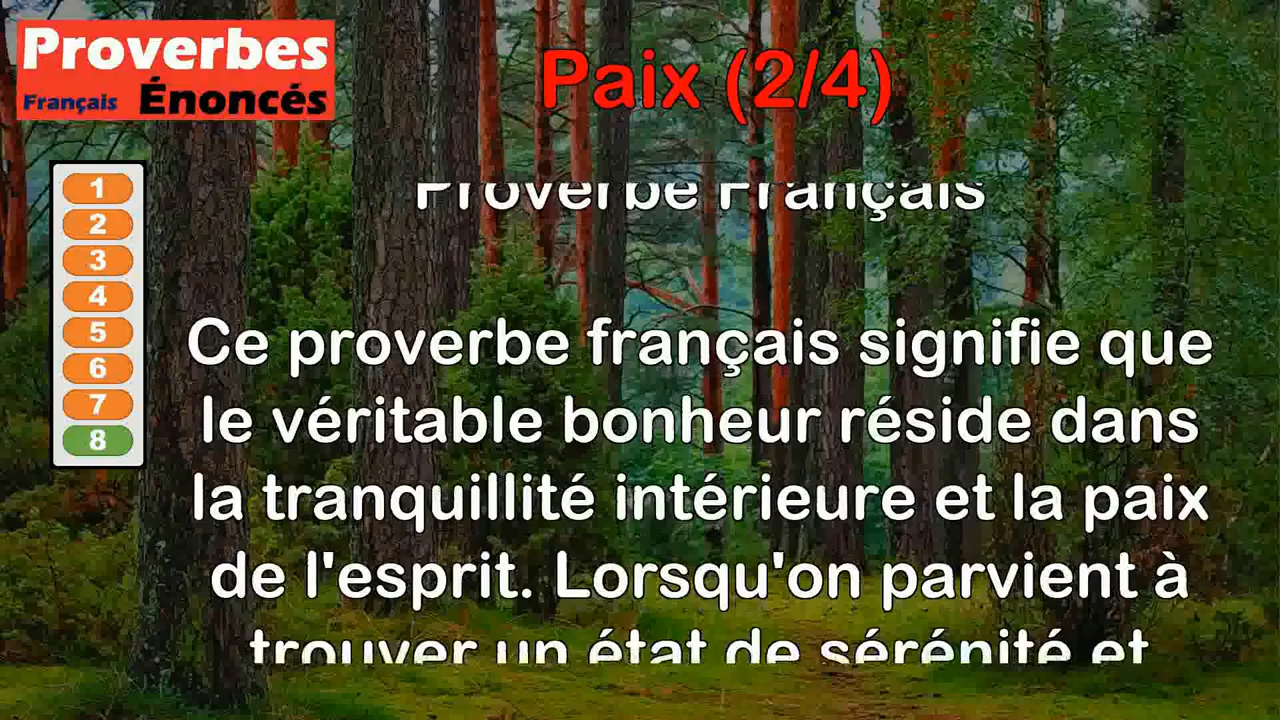 Proverbes
Français Énoncés
Paix (2/4)
1
2
3
4
5
6
7
8
Proverbe Français
Ce proverbe français signifie que
le véritable bonheur réside dans
la tranquillité intérieure et la paix
de l'esprit. Lorsqu'on parvient à
trouver un état de sérénité et